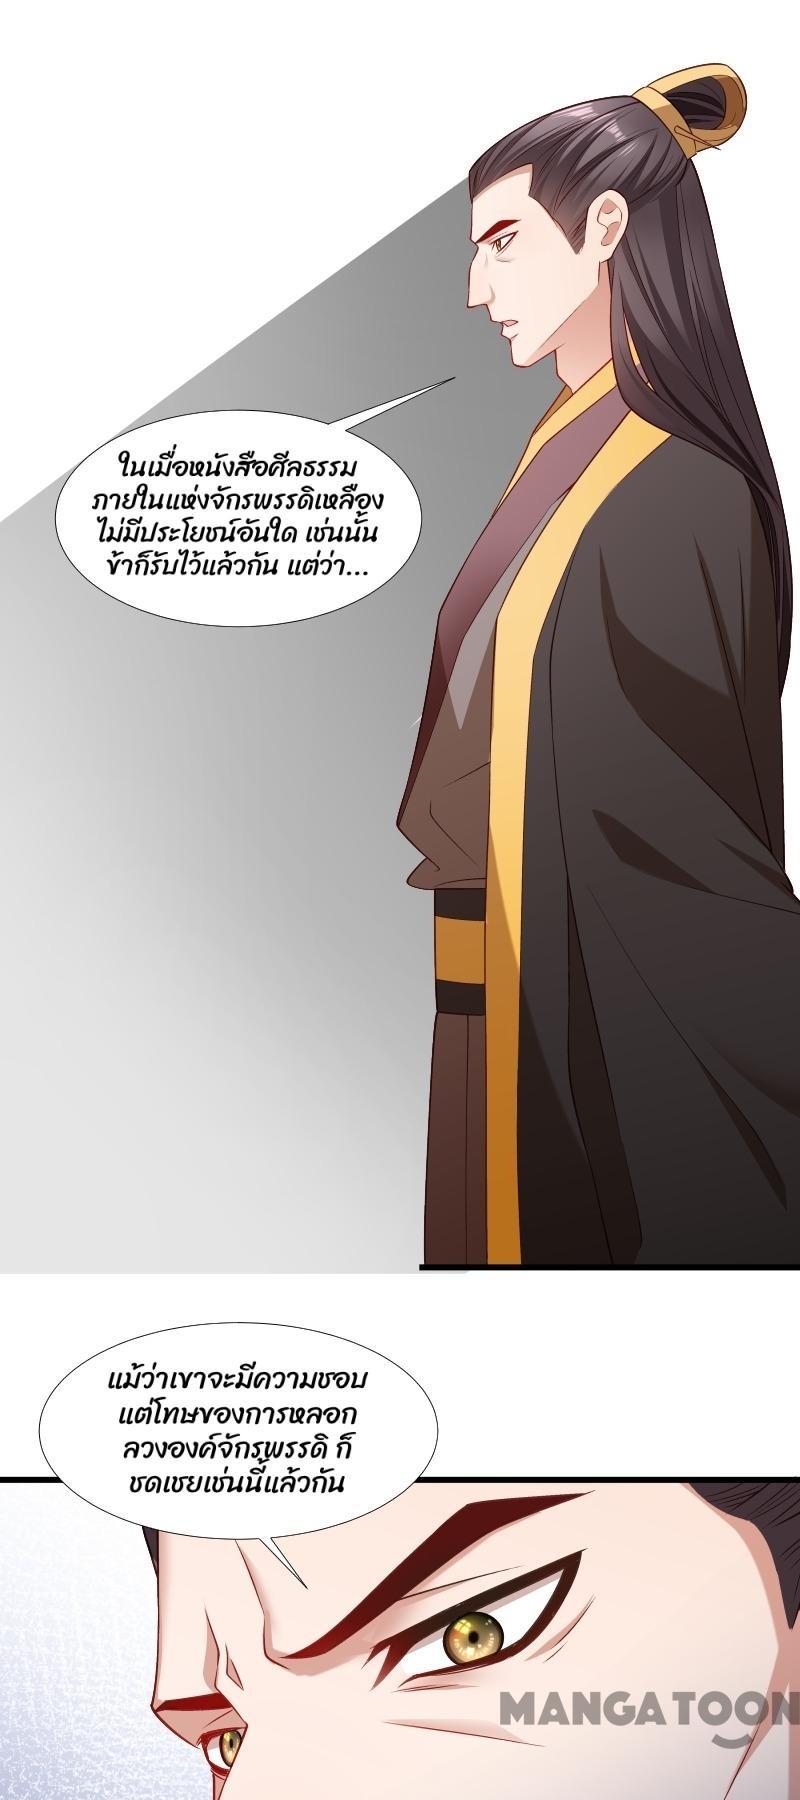 ในเมื่อหนังสือศีลธรรม
ภายในแห่งจักรพรรดิเหลือง
ไม่มีประโยชน์อันใด เช่นนั้น
ข้าก็รับไว้แล้วกัน แต่ว่า...
แม้ว่าเขาจะมีความชอบ
แต่โทษของการหลอก
ลวงองค์จักรพรรดิ ก็
ชดเชยเช่นนี้แล้วกัน
MANGATOON